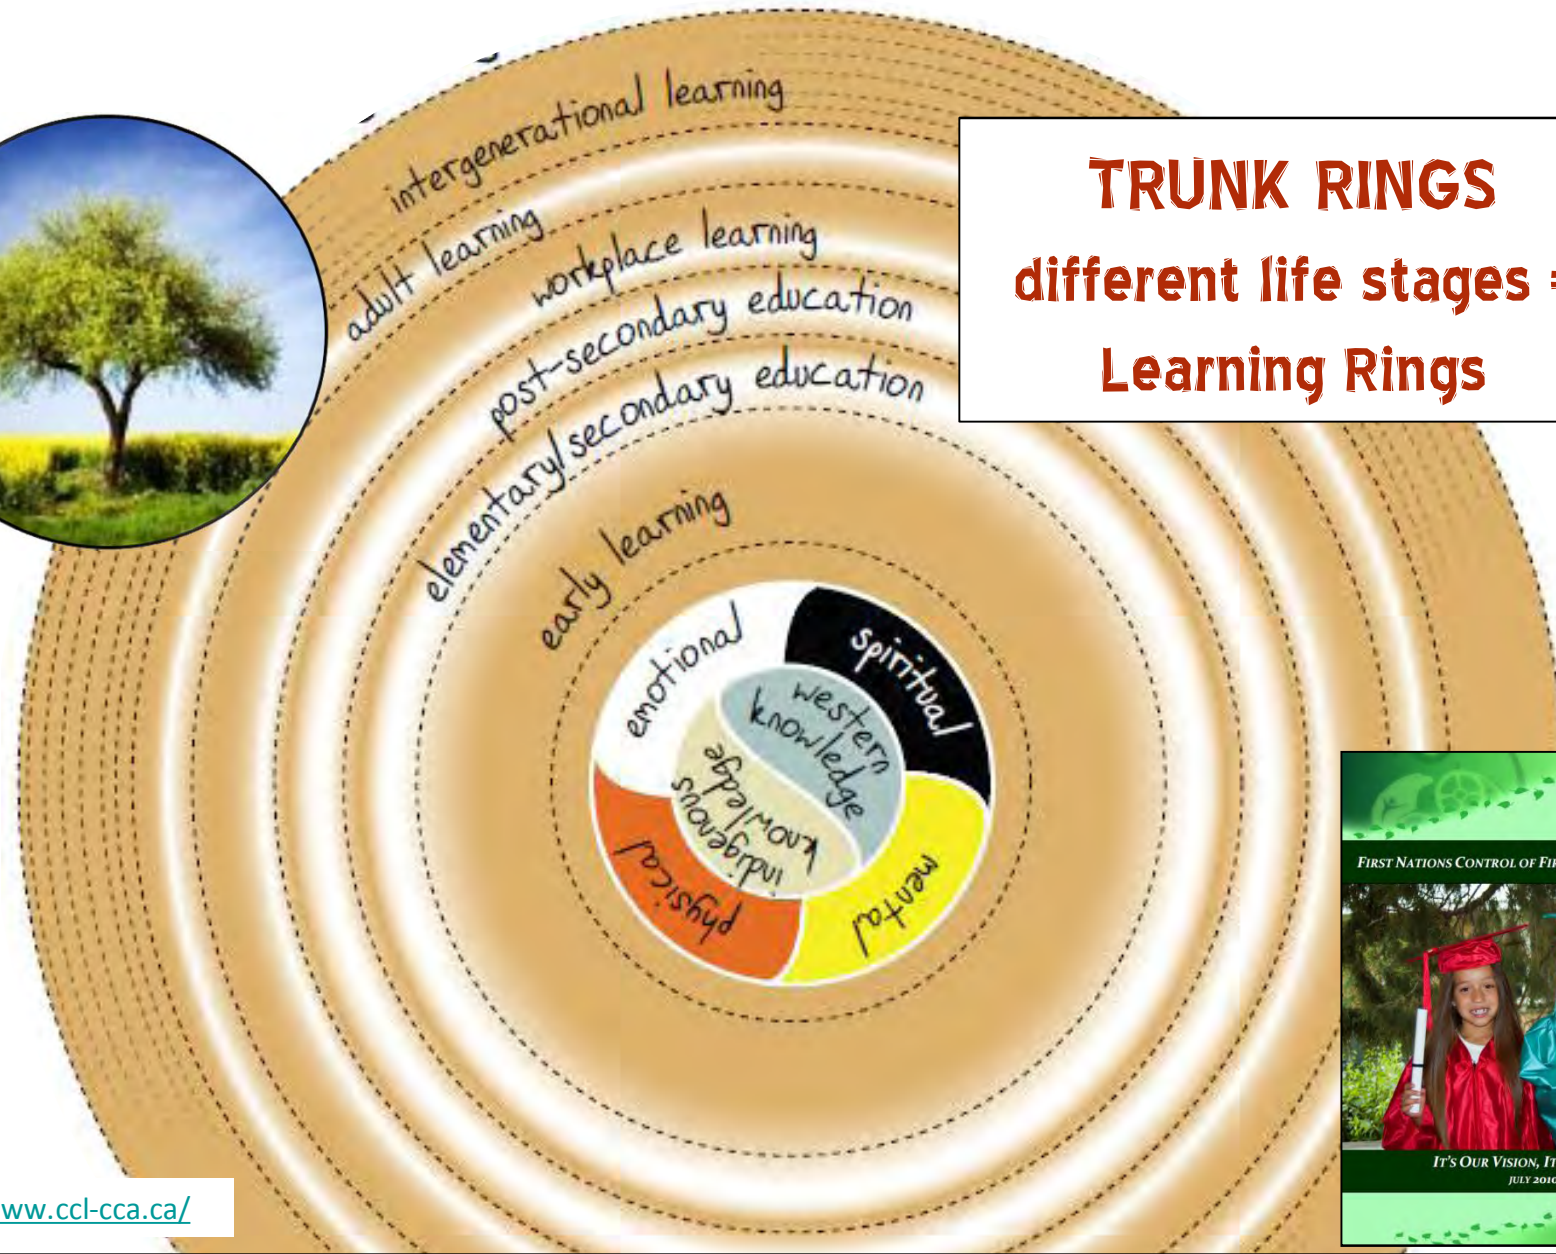 intergenerational learning
adult learning
workplace learning
post-secondary education
elementary/secondary education
early learning
emotional
spiritual
western
knowledge
indigenous
knowledge
physical
mental
TRUNK RINGS
different life stages =
Learning Rings
FIRST NATIONS CONTROL OF
IT'S OUR VISION,
JULY 2010
ww.ccl-cca.ca/